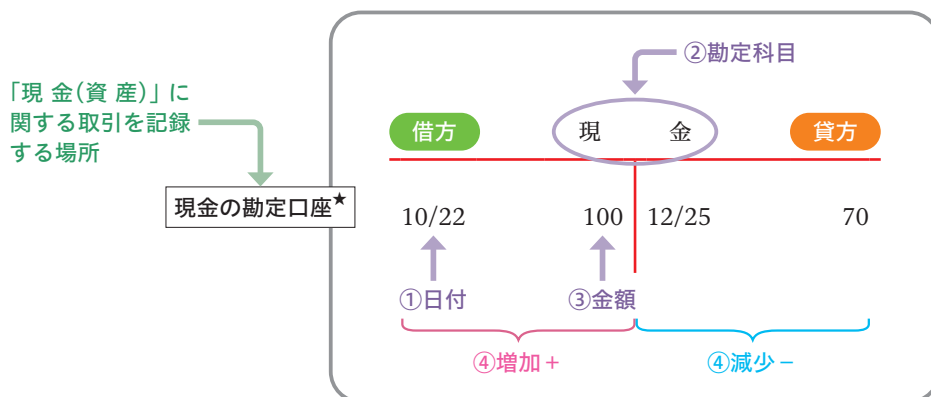 ②勘定科目
「現 金(資 産)」に
関する取引を記録
する場所
借方 現 金 貸方
現金の勘定口座★
10/22 100 12/25 70
①日付 ③金額
④増加+ ④減少-